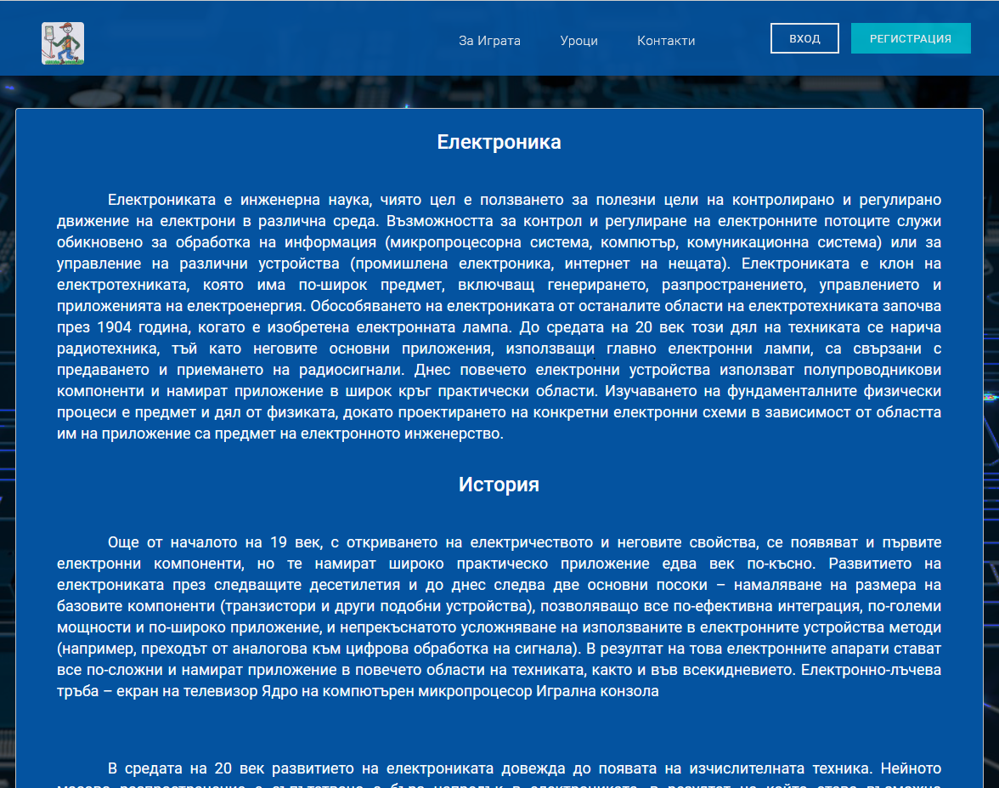 За Играта
Уроци
Контакти
ВХОД
РЕГИСТРАЦИЯ
Електроника
Електрониката е инженерна наука, чиято цел е ползването за полезни цели на контролирано и регулирано
движение на електрони в различна среда. Възможността за контрол и регулиране на електронните потоците служи
обикновено за обработка на информация (микропроцесорна система, компютър, комуникационна система) или за
управление на различни устройства (промишлена електроника, интернет на нещата). Електрониката е клон на
електротехниката, която има по-широк предмет, включващ генерирането, разпространението, управлението и
приложенията на електроенергия. Обособяването на електрониката от останалите области на електротехниката започва
през 1904 година, когато е изобретена електронната лампа. До средата на 20 век този дял на техниката се нарича
радиотехника, тъй като неговите основни приложения, използващи главно електронни лампи, са свързани с
предаването и приемането на радиосигнали. Днес повечето електронни устройства използват полупроводникови
компоненти и намират приложение в широк кръг практически области. Изучаването на фундаменталните физически
процеси е предмет и дял от физиката, докато проектирането на конкретни електронни схеми в зависимост от областта
им на приложение са предмет на електронното инженерство.
История
Още от началото на 19 век, с откриването на електричеството и неговите свойства, се появяват и първите
електронни компоненти, но те намират широко практическо приложение едва век по-късно. Развитието на
електрониката през следващите десетилетия и до днес следва две основни посоки – намаляване на размера на
базовите компоненти (транзистори и други подобни устройства), позволяващо все по-ефективна интеграция, по-големи
мощности и по-широко приложение, и непрекъснатото усложняване на използваните в електронните устройства методи
(например, преходът от аналогова към цифрова обработка на сигнала). В резултат на това електронните апарати стават
все по-сложни и намират приложение в повечето области на техниката, както и във всекидневието. Електронно-лъчева
тръба – екран на телевизор Ядро на компютърен микропроцесор Игрална конзола
В средата на 20 век развитието на електрониката довежда до появата на изчислителната техника. Нейното